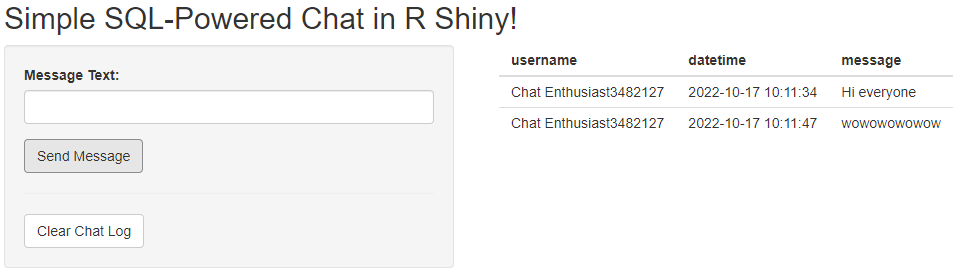 Simple SQL-Powered Chat in R Shiny!
Message Text:
Send Message
Clear Chat Log
username datetime message
Chat Enthusiast3482127 2022-10-17 10:11:34 Hi everyone
Chat Enthusiast3482127 2022-10-17 10:11:47 wowowowowow